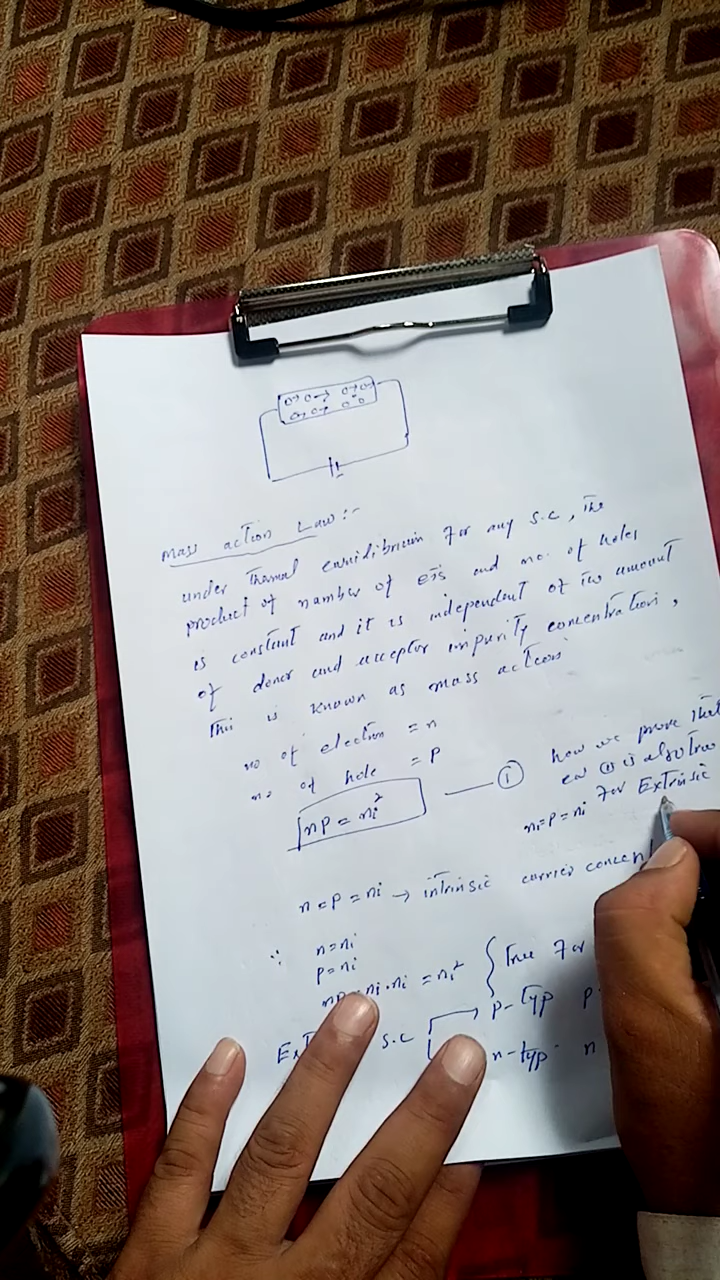 mass action Law :-
under Thermal equilibrium for any s.c, The
product of number of e's and no. of holes
is constant and it is independent of the amount
of donor and acceptor impurity concentration,
This is known as mass action
no of electron = n
no of hole = p
np = ni² — ①
how we prove that
eq ① is also true
for Extrinsic
ni = p = ni
n = p = ni → intrinsic carrier concen
∵ n = ni
p = ni
np = ni·ni = ni² { True for
s.c → p-typ p
n-typ n